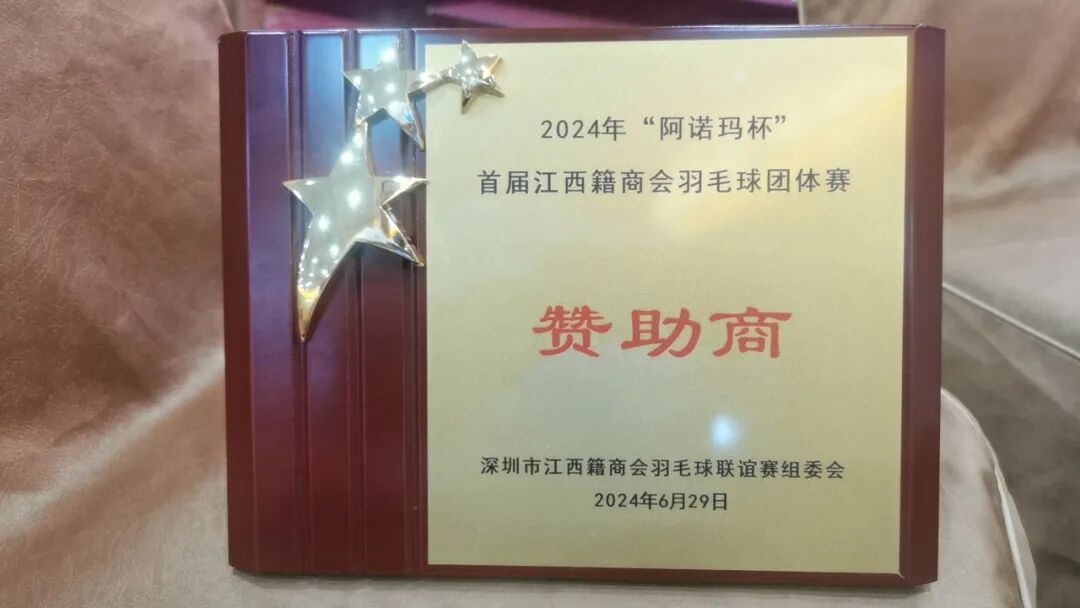 2024年“阿诺玛杯”
首届江西籍商会羽毛球团体赛
赞助商
深圳市江西籍商会羽毛球联谊赛组委会
2024年6月29日